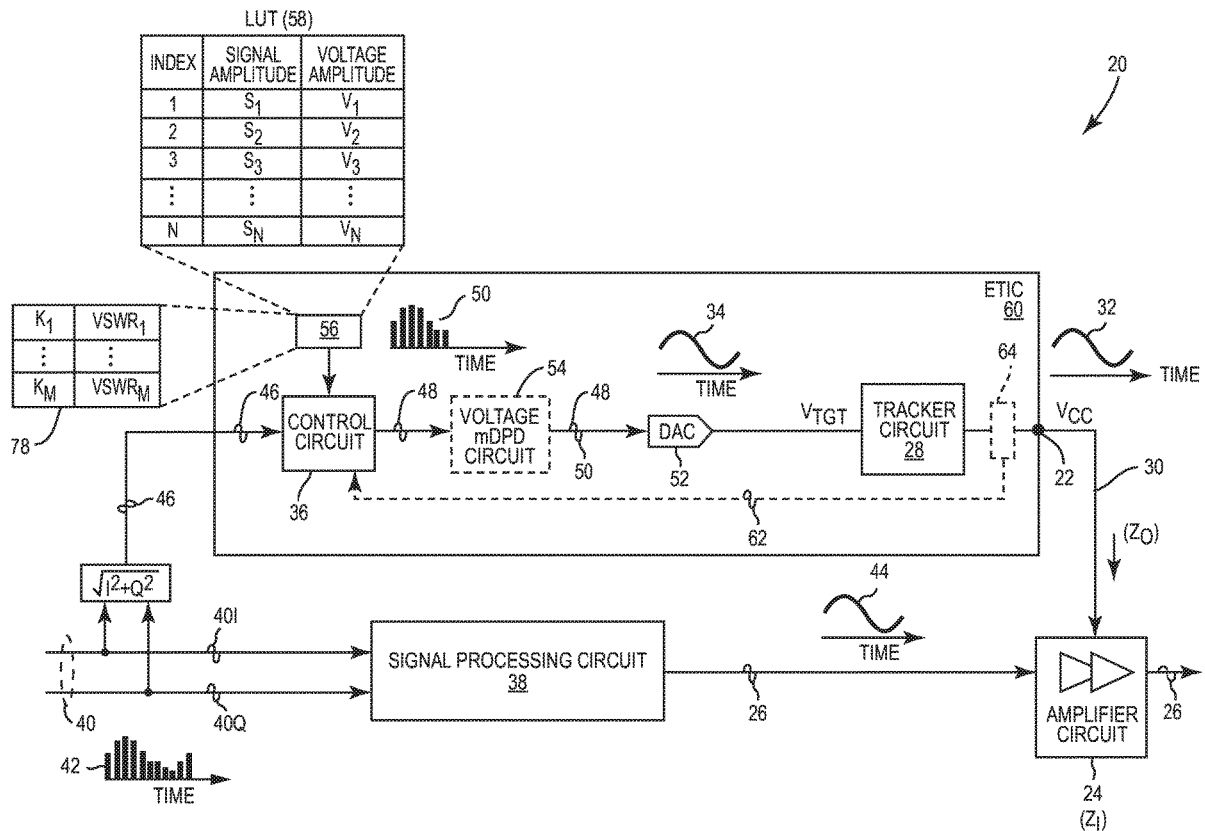 LUT (58)
INDEX SIGNAL AMPLITUDE VOLTAGE AMPLITUDE
1 S1 V1
2 S2 V2
3 S3 V3
⋮ ⋮ ⋮
N SN VN
20
K1 VSWR1
⋮ ⋮
KM VSWRM
78
56
50
TIME
34
TIME
ETIC
60
32
TIME
64
46
CONTROL
CIRCUIT
36
48
54
VOLTAGE
mDPD
CIRCUIT
48
50
DAC
52
VTGT
TRACKER
CIRCUIT
28
VCC
22
30
62
46
(ZO)
√I2+Q2
40I
40
40Q
SIGNAL PROCESSING CIRCUIT
38
44
TIME
26
AMPLIFIER
CIRCUIT
26
24
(ZI)
42
TIME